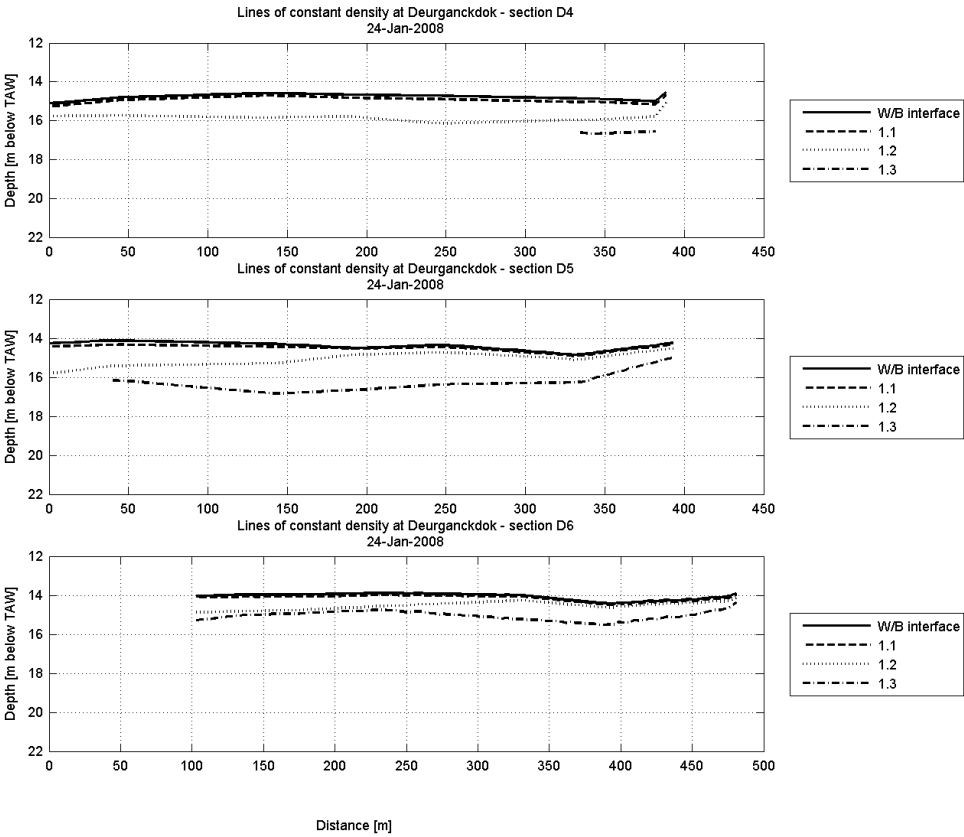 Lines of constant density at Deurganckdok - section D4
24-Jan-2008
Depth [m below TAW]
12
14
16
18
20
22
0 50 100 150 200 250 300 350 400 450
W/B interface
1.1
1.2
1.3
Lines of constant density at Deurganckdok - section D5
24-Jan-2008
Depth [m below TAW]
12
14
16
18
20
22
0 50 100 150 200 250 300 350 400 450
W/B interface
1.1
1.2
1.3
Lines of constant density at Deurganckdok - section D6
24-Jan-2008
Depth [m below TAW]
12
14
16
18
20
22
0 50 100 150 200 250 300 350 400 450 500
W/B interface
1.1
1.2
1.3
Distance [m]